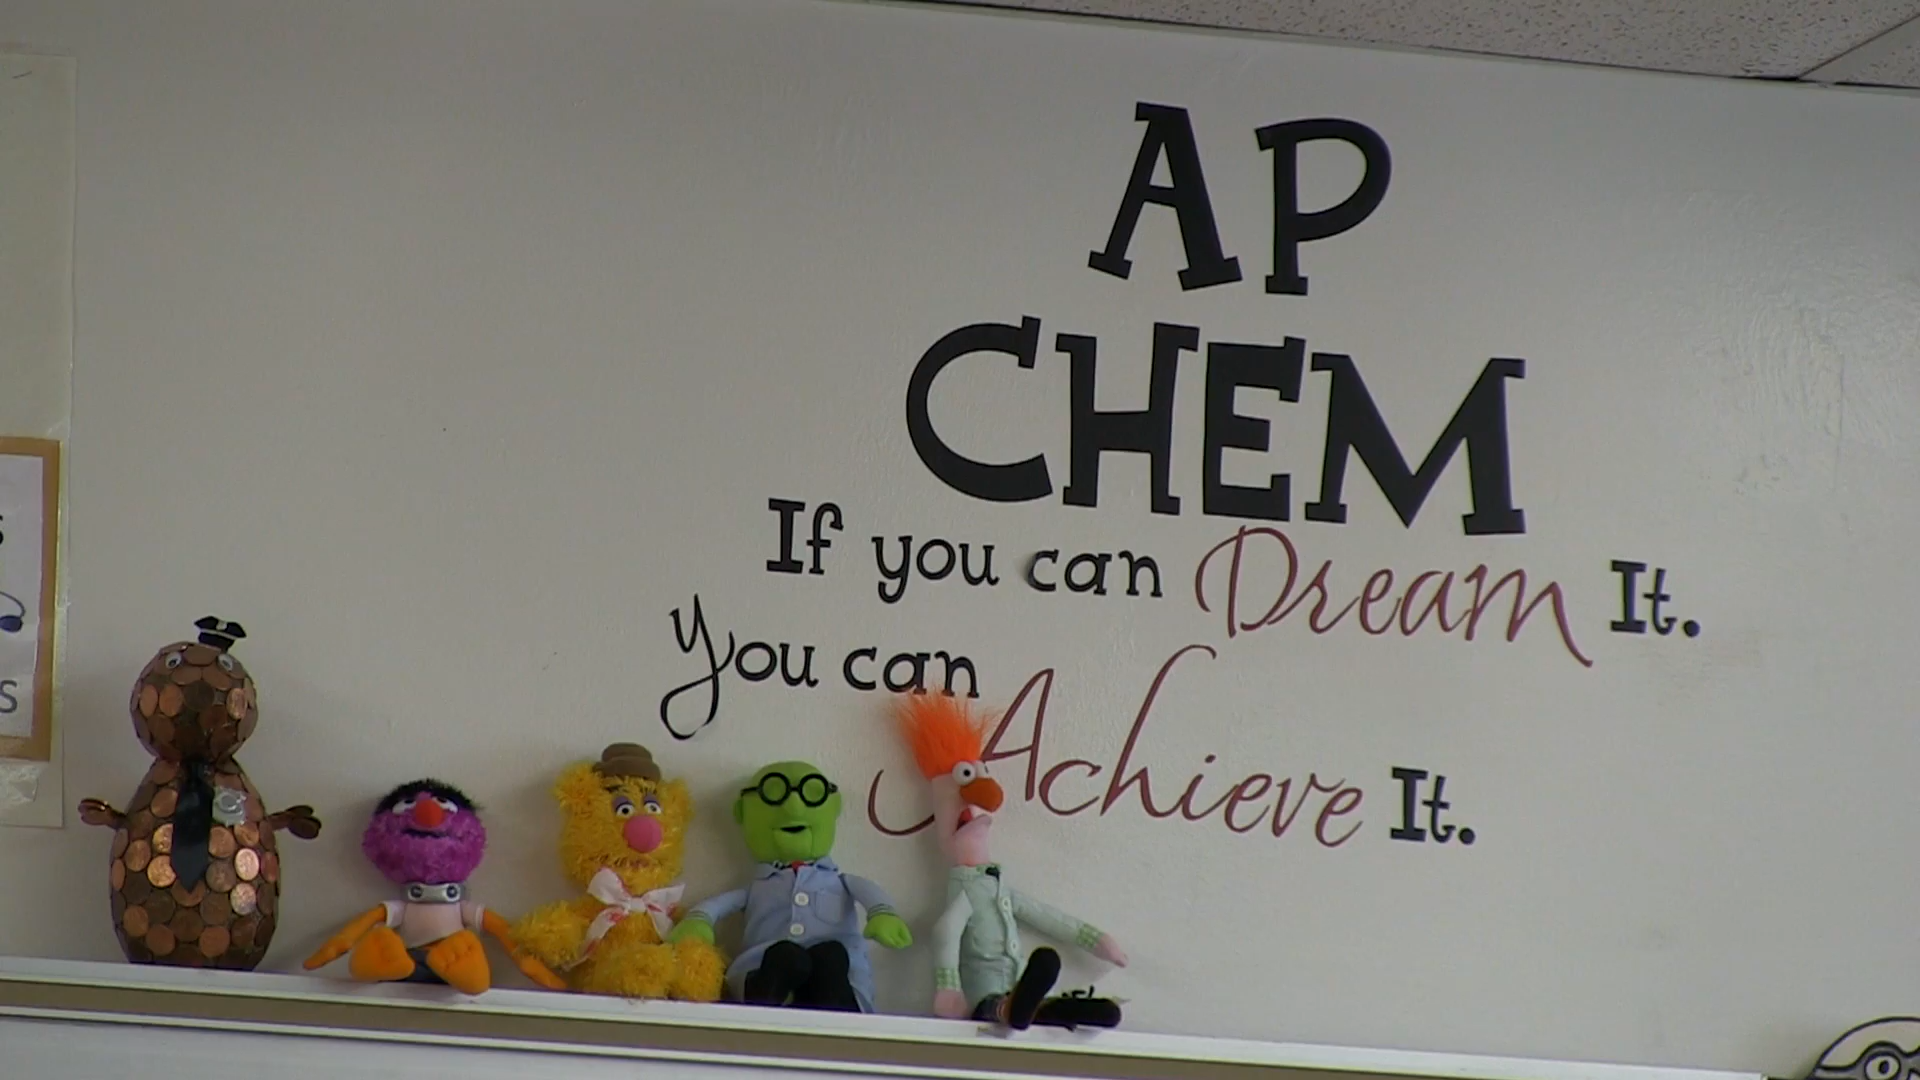 AP
CHEM
If you can Dream It.
You can
Achieve It.